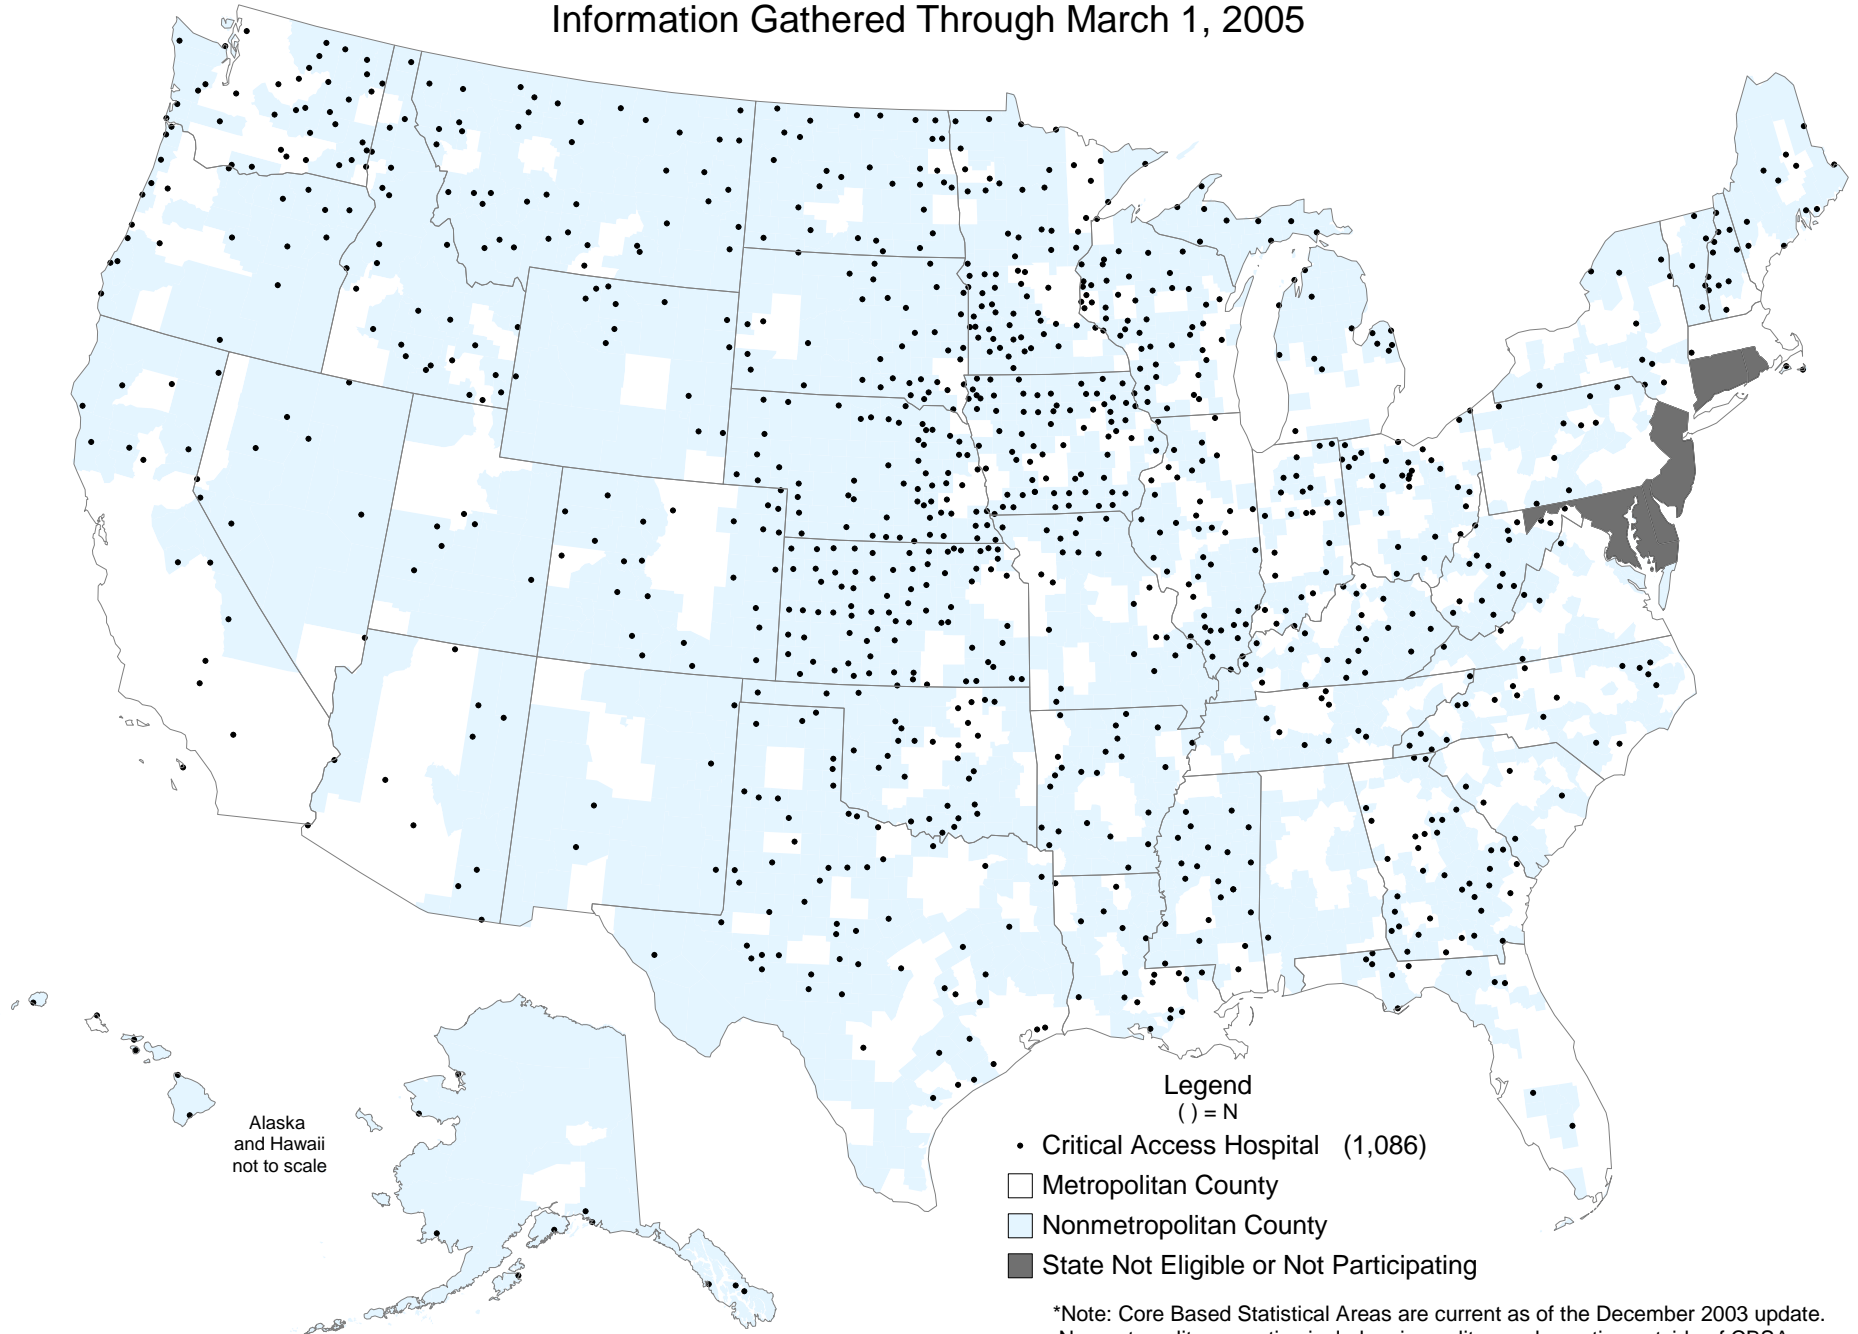 Information Gathered Through March 1, 2005
Alaska
and Hawaii
not to scale
Legend
( ) = N
Critical Access Hospital (1,086)
Metropolitan County
Nonmetropolitan County
State Not Eligible or Not Participating
*Note: Core Based Statistical Areas are current as of the December 2003 update.